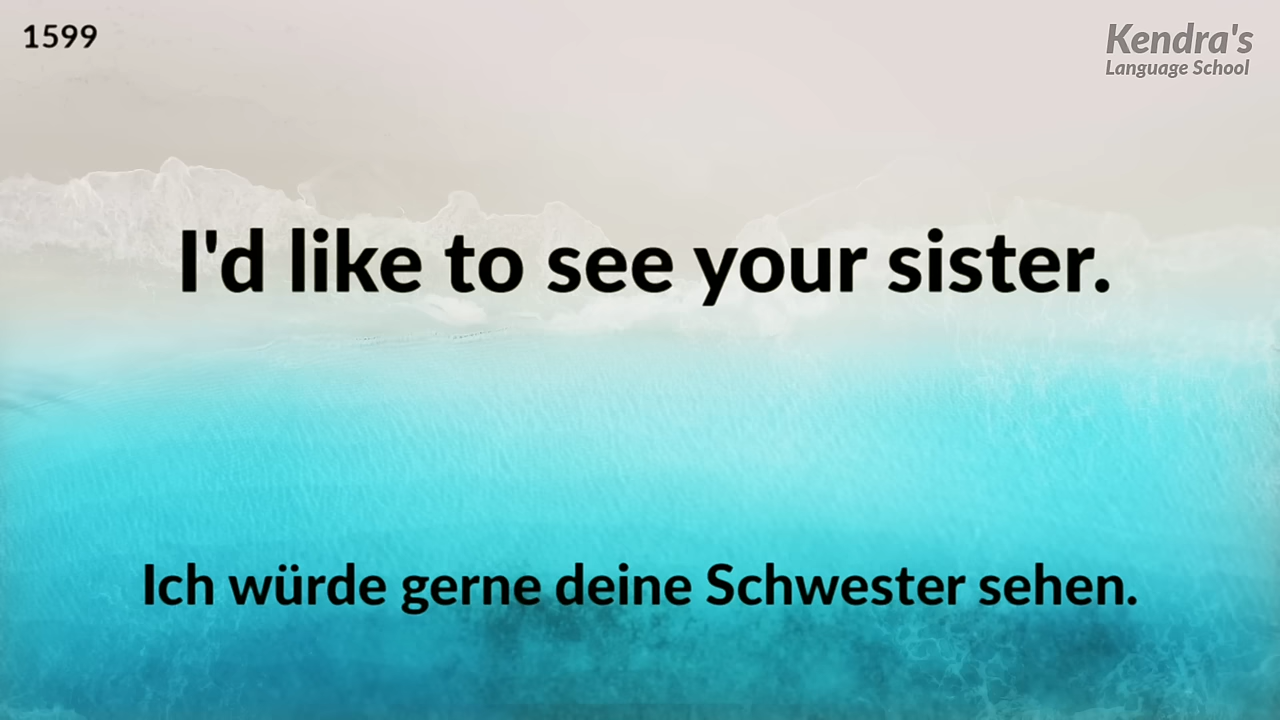 1599
Kendra's
Language School
I'd like to see your sister.
Ich würde gerne deine Schwester sehen.